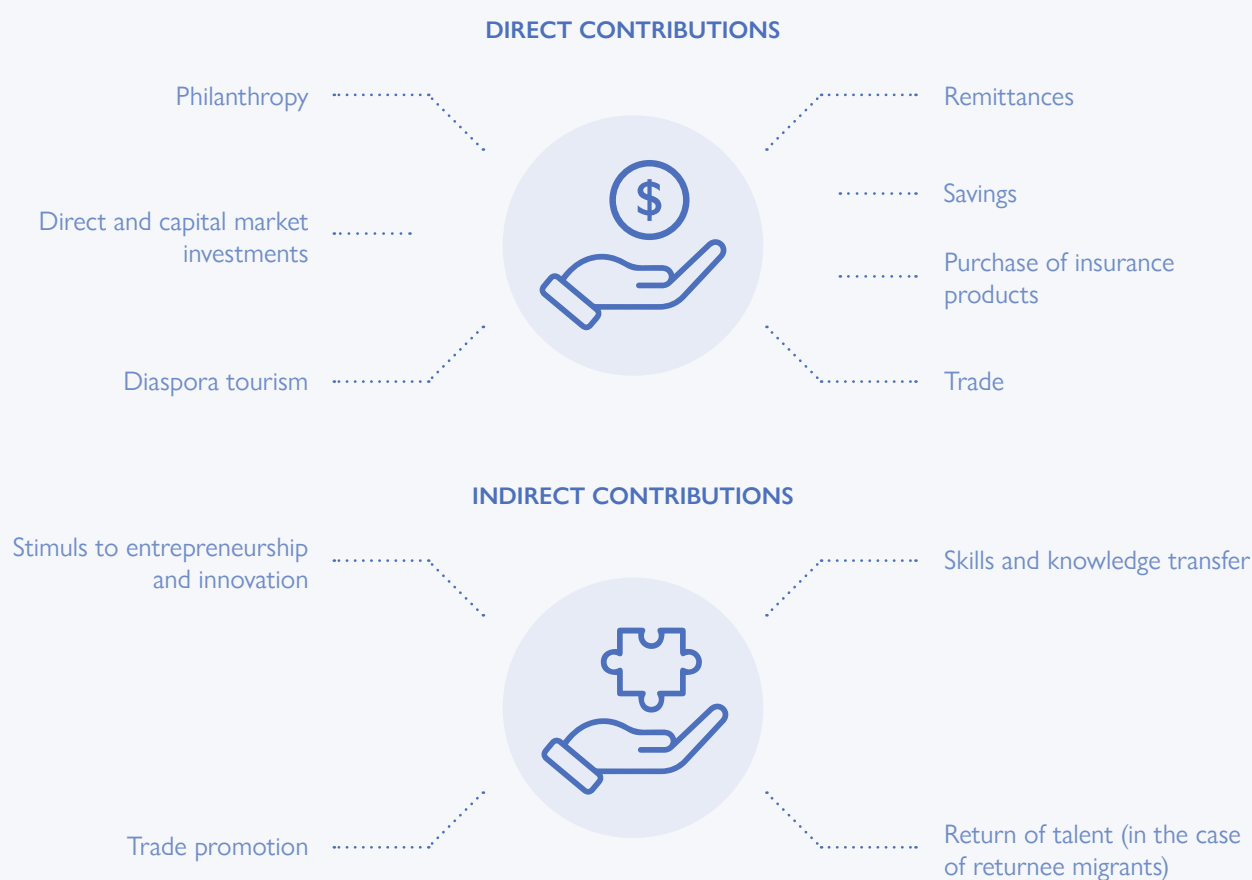 DIRECT CONTRIBUTIONS
Philanthropy
Direct and capital market
investments
Diaspora tourism
$
Remittances
Savings
Purchase of insurance
products
Trade
INDIRECT CONTRIBUTIONS
Stimuls to entrepreneurship
and innovation
Trade promotion
Skills and knowledge transfer
Return of talent (in the case
of returnee migrants)